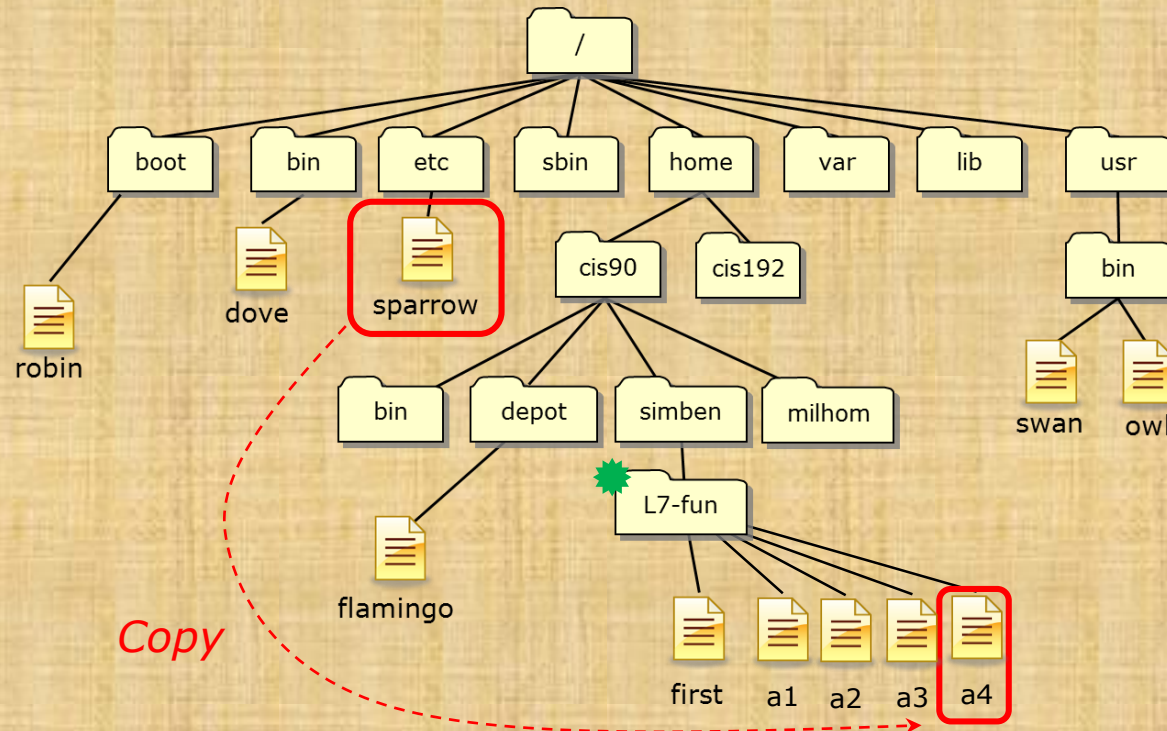 /
boot
bin
etc
sbin
home
var
lib
usr
cis90
cis192
bin
dove
sparrow
robin
bin
depot
simben
milhom
swan
owl
L7-fun
flamingo
Copy
first
a1
a2
a3
a4